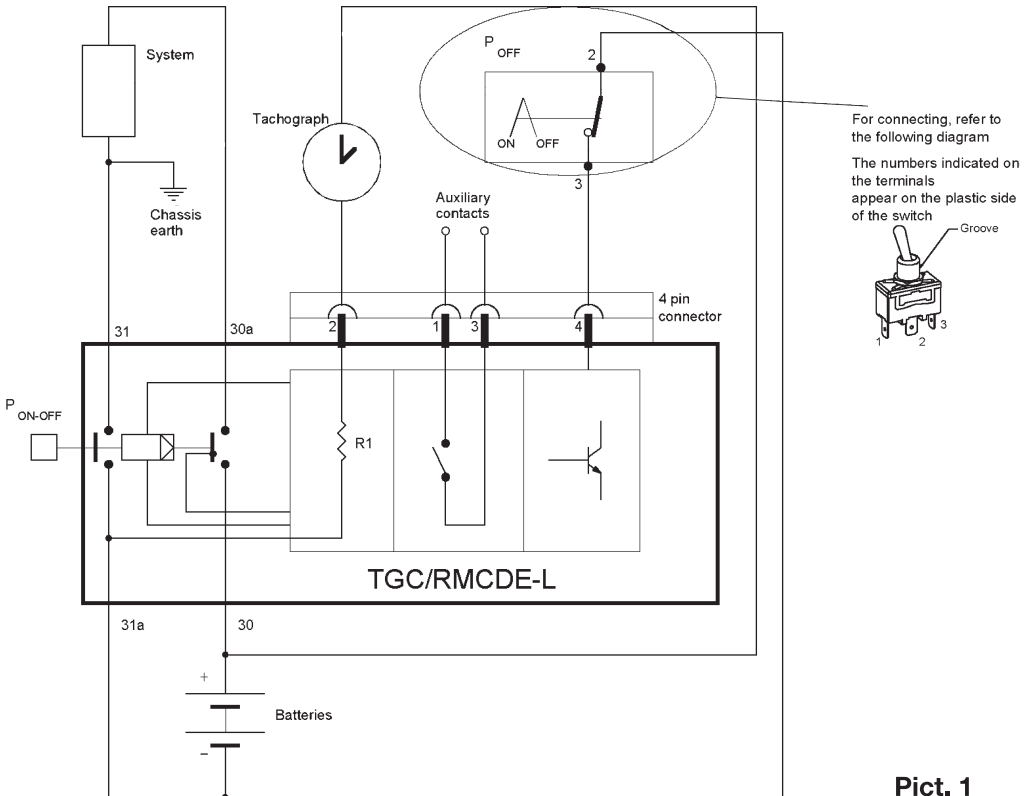 System
P OFF
2
ON OFF
3
For connecting, refer to
the following diagram
The numbers indicated on
the terminals
appear on the plastic side
of the switch
Groove
1 2 3
Tachograph
Chassis
earth
Auxiliary
contacts
4 pin
connector
31 30a 2 1 3 4
P ON-OFF
R1
TGC/RMCDE-L
31a 30
+
Batteries
−
Pict. 1